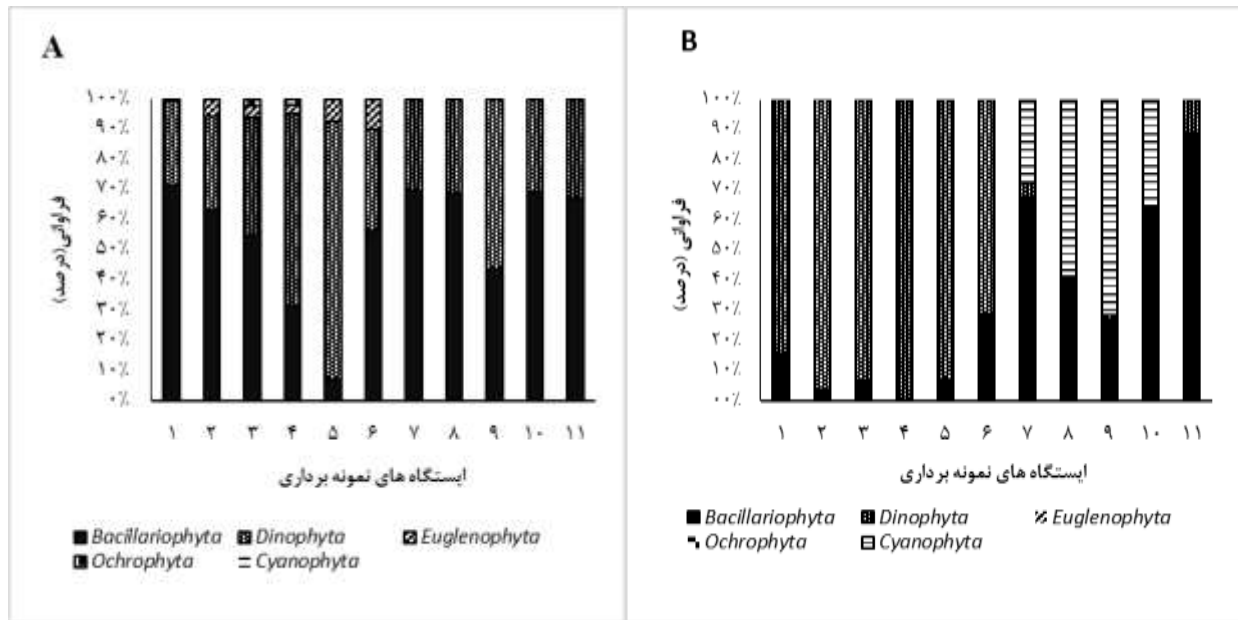 A
۱۰۰٪
۹۰٪
۸۰٪
۷۰٪
۶۰٪
۵۰٪
۴۰٪
۳۰٪
۲۰٪
۱۰٪
۰٪
فراوانی(درصد)
۱ ۲ ۳ ۴ ۵ ۶ ۷ ۸ ۹ ۱۰ ۱۱
ایستگاه های نمونه برداری
Bacillariophyta Dinophyta Euglenophyta
Ochrophyta Cyanophyta
B
۱۰۰٪
۹۰٪
۸۰٪
۷۰٪
۶۰٪
۵۰٪
۴۰٪
۳۰٪
۲۰٪
۱۰٪
۰۰٪
فراوانی (درصد)
۱ ۲ ۳ ۴ ۵ ۶ ۷ ۸ ۹ ۱۰ ۱۱
ایستگاه های نمونه برداری
Bacillariophyta Dinophyta Euglenophyta
Ochrophyta Cyanophyta